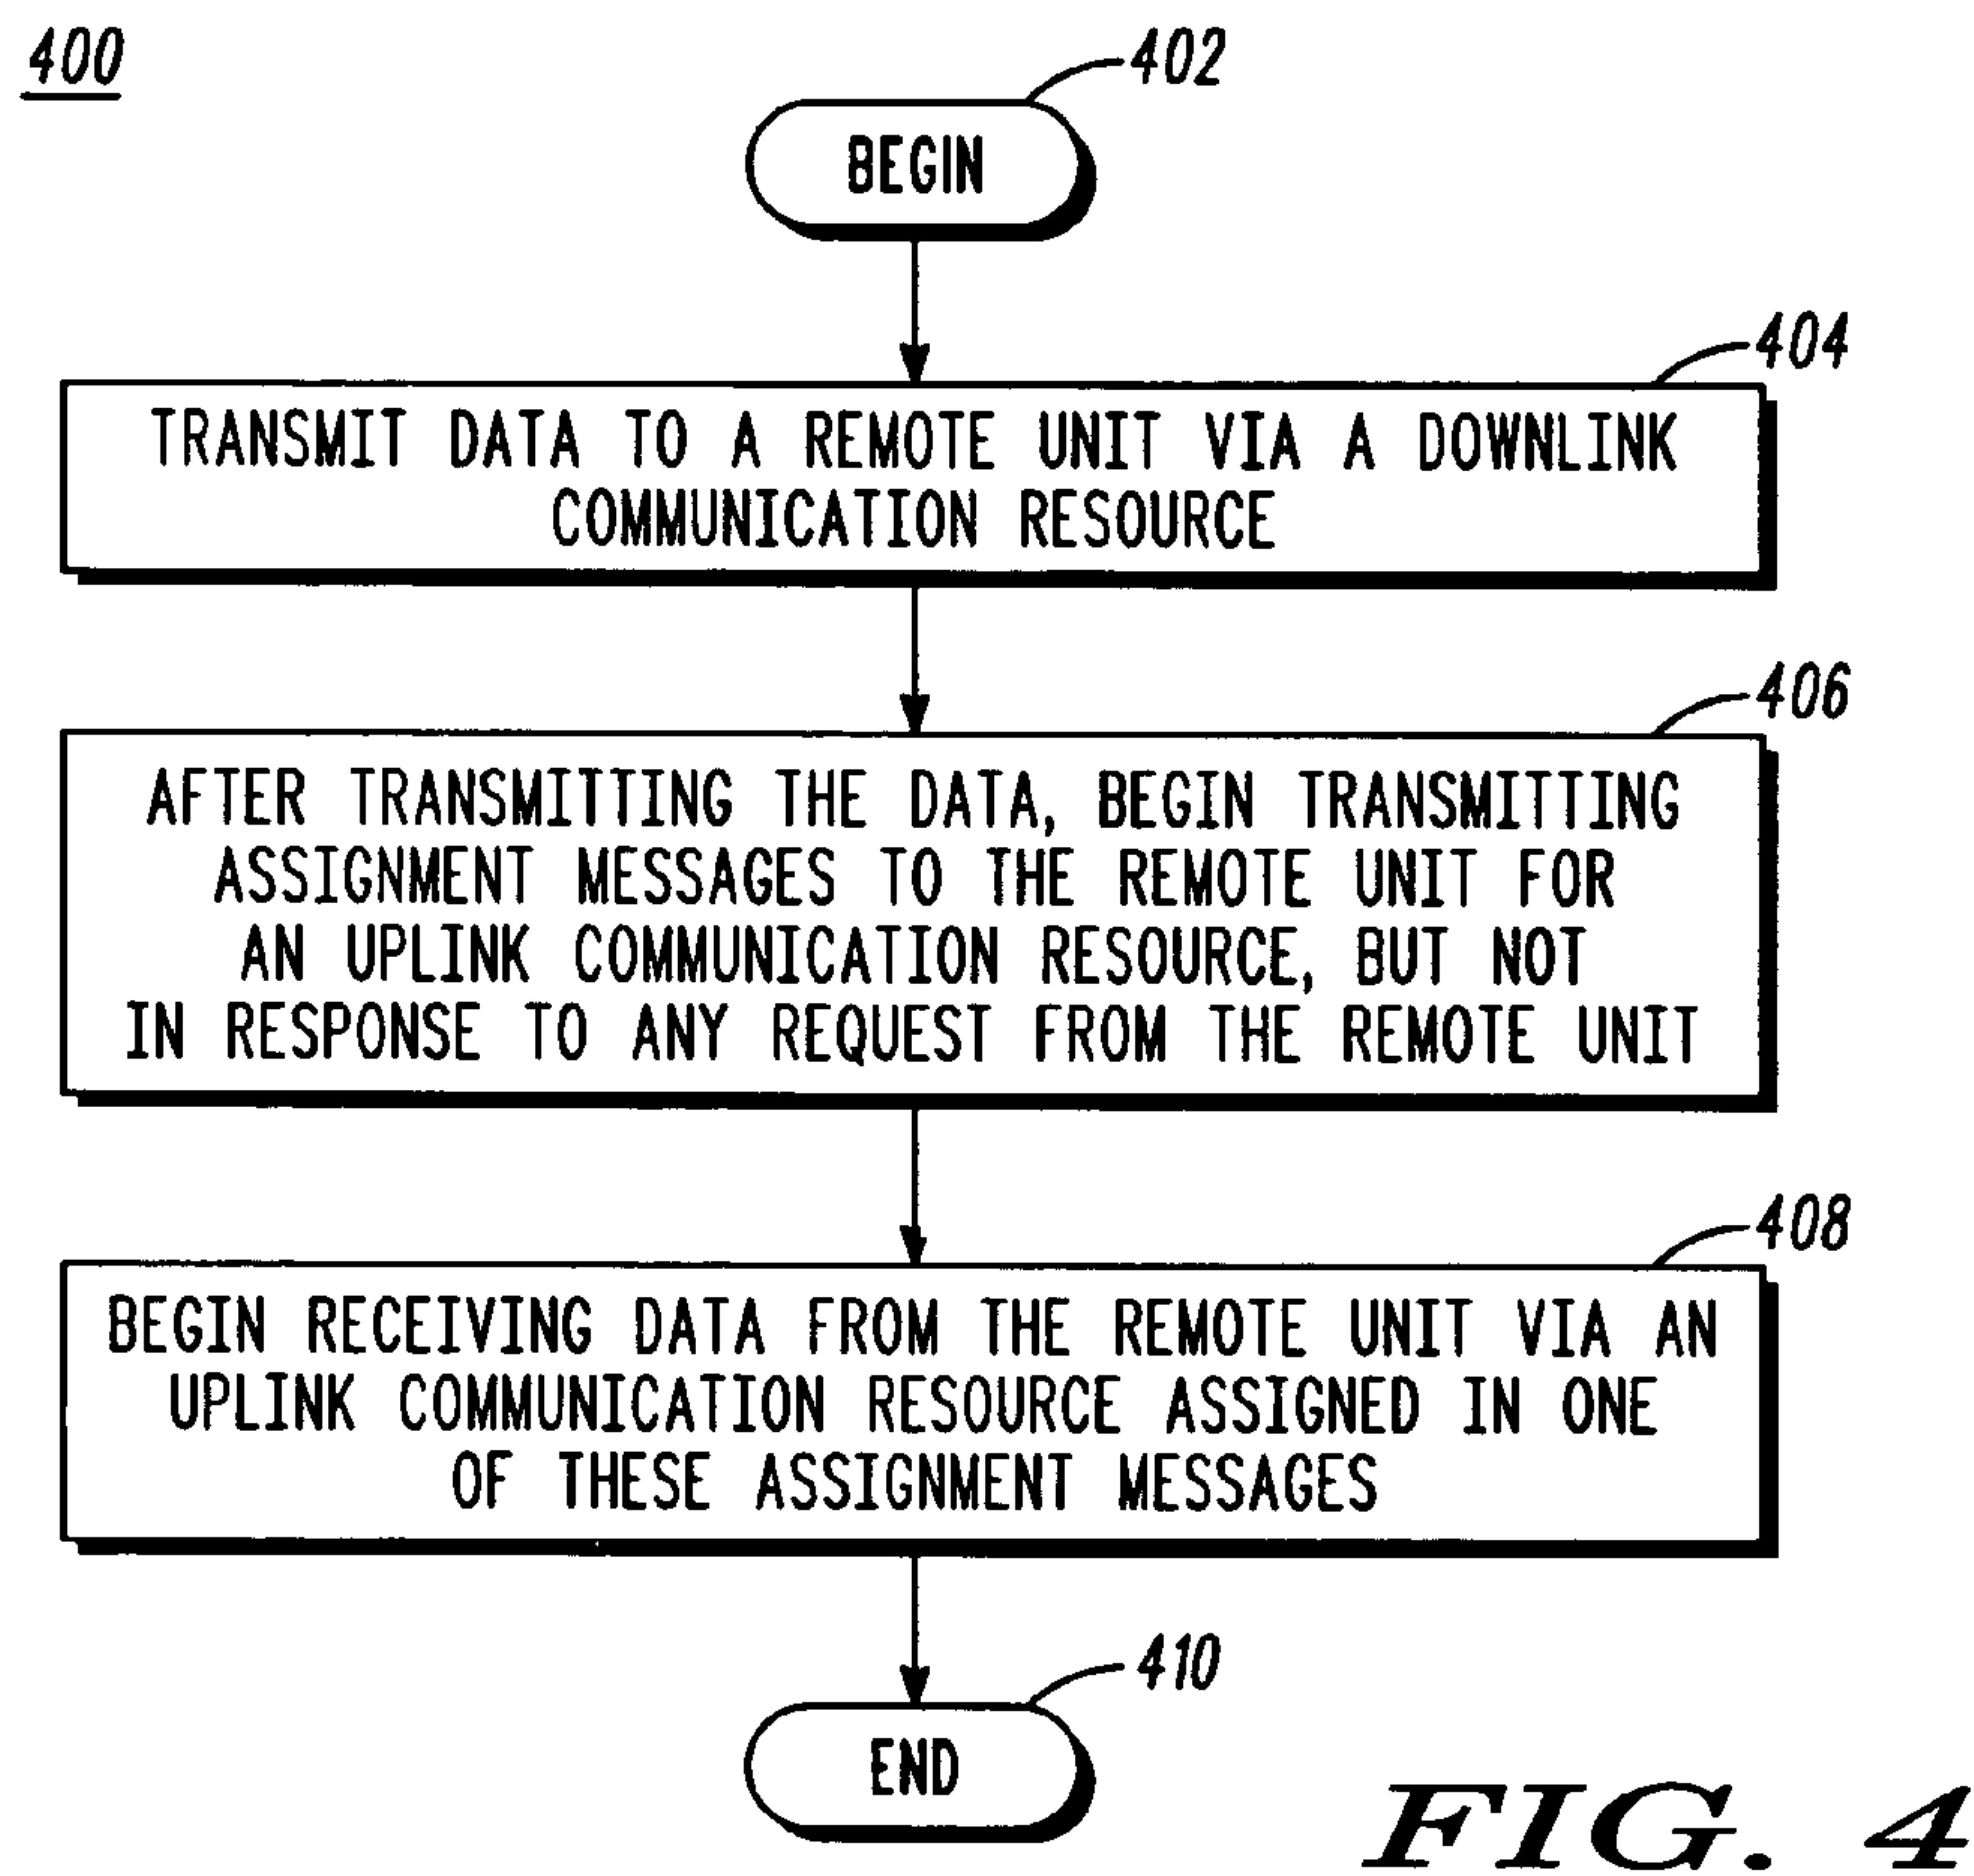 400
402
BEGIN
404
TRANSMIT DATA TO A REMOTE UNIT VIA A DOWNLINK
COMMUNICATION RESOURCE
406
AFTER TRANSMITTING THE DATA, BEGIN TRANSMITTING
ASSIGNMENT MESSAGES TO THE REMOTE UNIT FOR
AN UPLINK COMMUNICATION RESOURCE, BUT NOT
IN RESPONSE TO ANY REQUEST FROM THE REMOTE UNIT
408
BEGIN RECEIVING DATA FROM THE REMOTE UNIT VIA AN
UPLINK COMMUNICATION RESOURCE ASSIGNED IN ONE
OF THESE ASSIGNMENT MESSAGES
410
END
FIG. 4